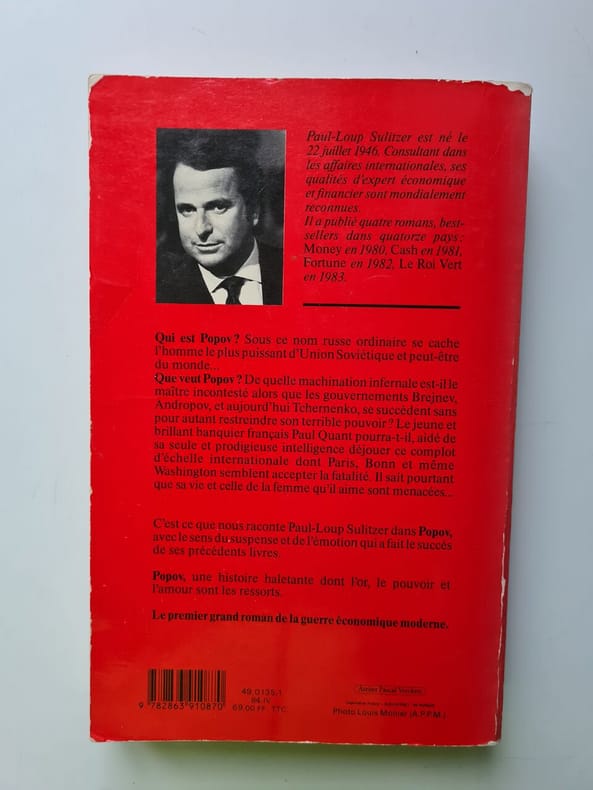 Paul-Loup Sulitzer est né le
22 juillet 1946. Consultant dans
les affaires internationales, ses
qualités d'expert économique
et financier sont mondialement
reconnues.
Il a publié quatre romans, best-
sellers dans quatorze pays :
Money en 1980, Cash en 1981,
Fortune en 1982, Le Roi Vert
en 1983.
Qui est Popov ? Sous ce nom russe ordinaire se cache
l'homme le plus puissant d'Union Soviétique et peut-être
du monde...
Que veut Popov ? De quelle machination infernale est-il le
maître incontesté alors que les gouvernements Brejnev,
Andropov, et aujourd'hui Tchernenko, se succèdent sans
pour autant restreindre son terrible pouvoir ? Le jeune et
brillant banquier français Paul Quant pourra-t-il, aidé de
sa seule et prodigieuse intelligence déjouer ce complot
d'échelle internationale dont Paris, Bonn et même
Washington semblent accepter la fatalité. Il sait pourtant
que sa vie et celle de la femme qu'il aime sont menacées...
C'est ce que nous raconte Paul-Loup Sulitzer dans Popov,
avec le sens du suspense et de l'émotion qui a fait le succès
de ses précédents livres.
Popov, une histoire haletante dont l'or, le pouvoir et
l'amour sont les ressorts.
Le premier grand roman de la guerre économique moderne.
49.0135.1
84.IV
9 782863 910870 69,00 FF TTC
Atelier Pascal Vercken
Photo Louis Monier (A.P.P.M.)